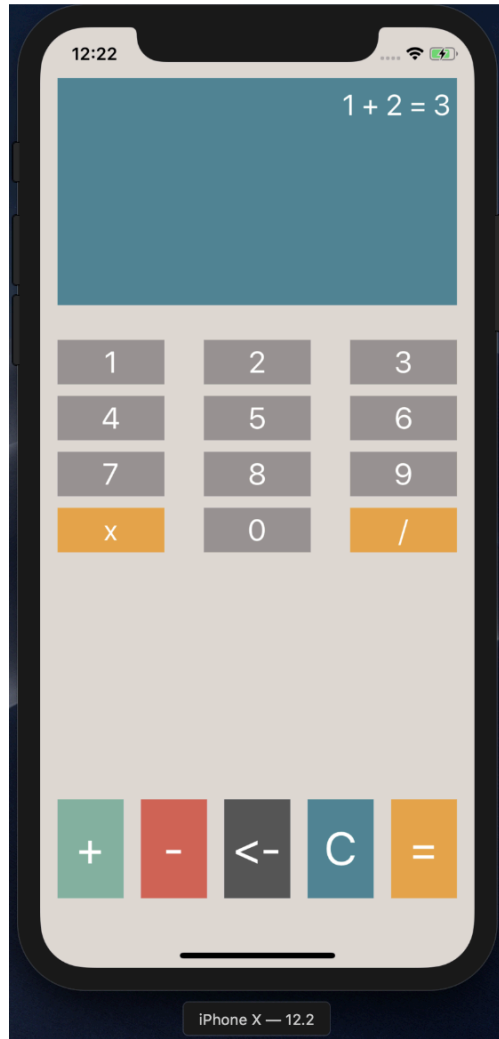 12:22
1 + 2 = 3
1 2 3
4 5 6
7 8 9
x 0 /
+ - <- C =
iPhone X — 12.2